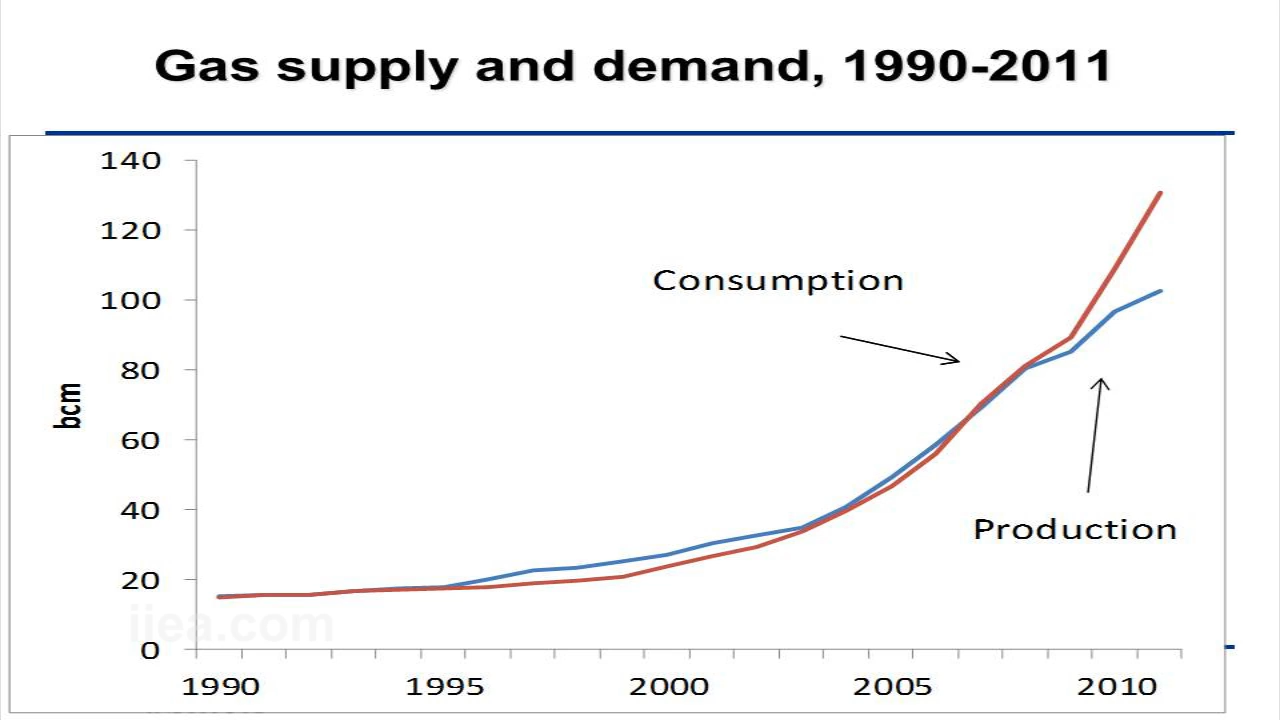 Gas supply and demand, 1990-2011
140
120
100
80
60
40
20
0
bcm
Consumption
Production
iiea.com
1990 1995 2000 2005 2010